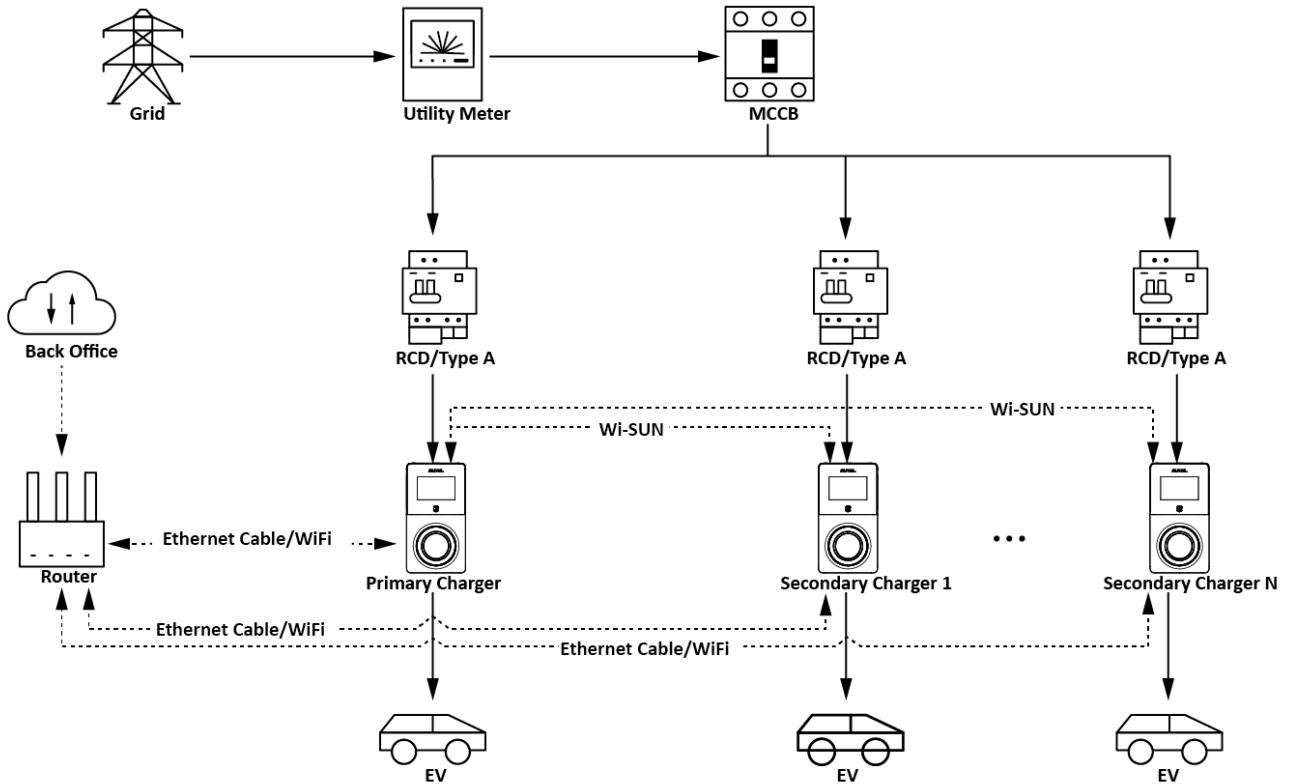 Grid
Utility Meter
MCCB
RCD/Type A
RCD/Type A
RCD/Type A
Back Office
Wi-SUN
Wi-SUN
Ethernet Cable/WiFi
Router
Primary Charger
Secondary Charger 1
...
Secondary Charger N
Ethernet Cable/WiFi
Ethernet Cable/WiFi
EV
EV
EV